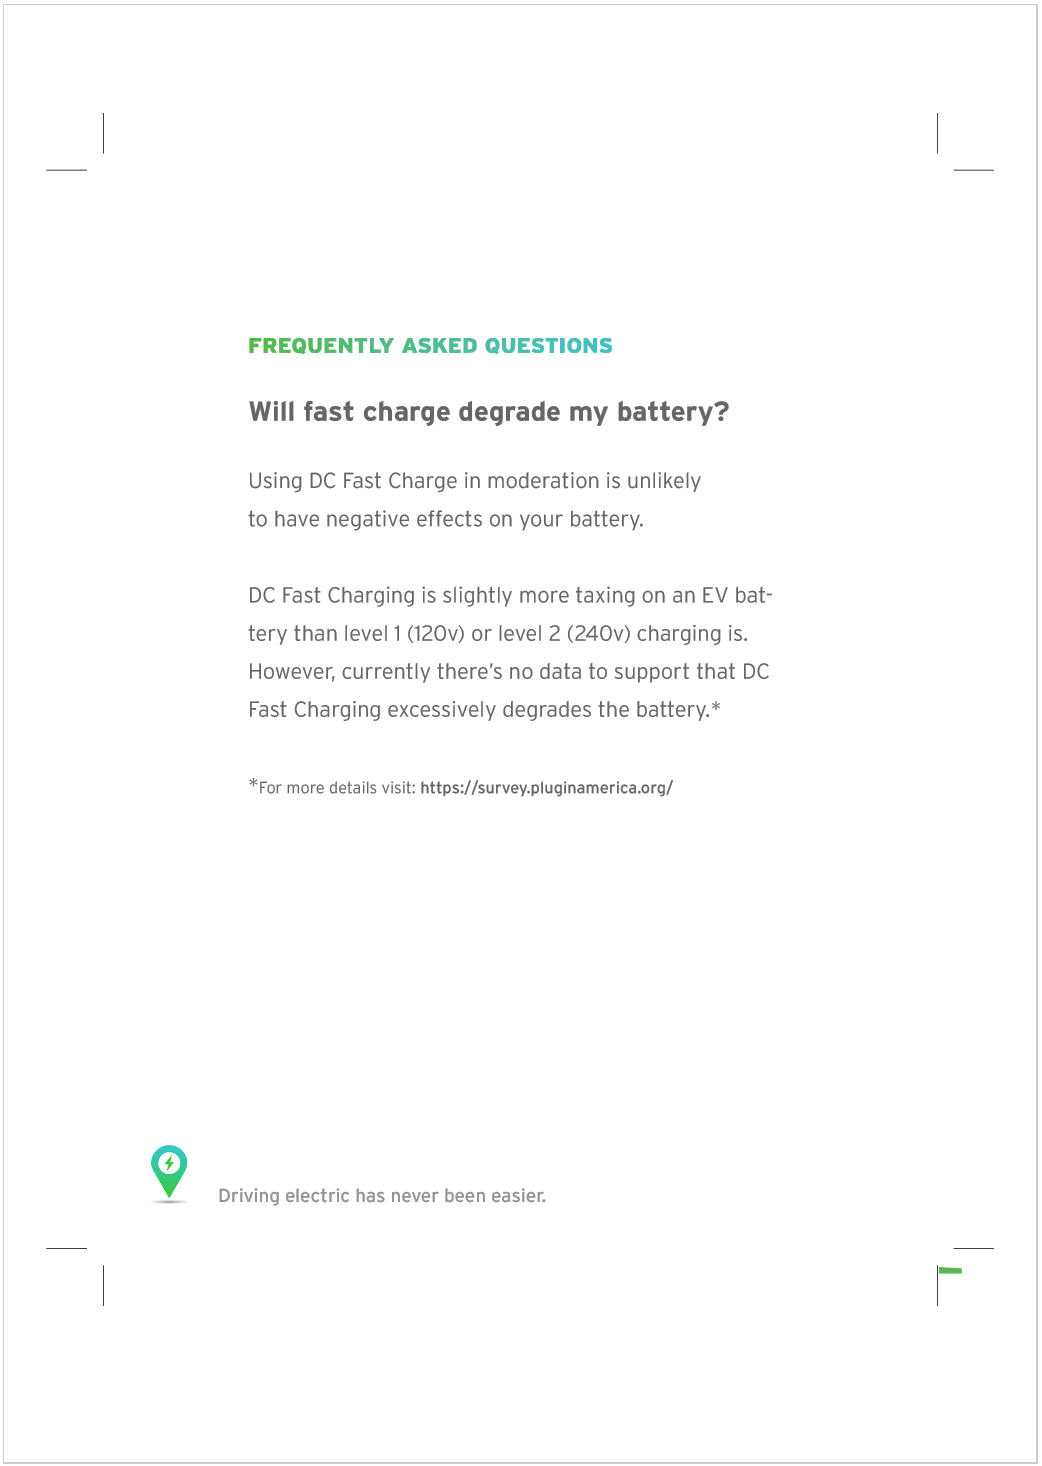 FREQUENTLY ASKED QUESTIONS
Will fast charge degrade my battery?
Using DC Fast Charge in moderation is unlikely
to have negative effects on your battery.
DC Fast Charging is slightly more taxing on an EV bat-
tery than level 1 (120v) or level 2 (240v) charging is.
However, currently there's no data to support that DC
Fast Charging excessively degrades the battery.*
*For more details visit: https://survey.pluginamerica.org/
Driving electric has never been easier.